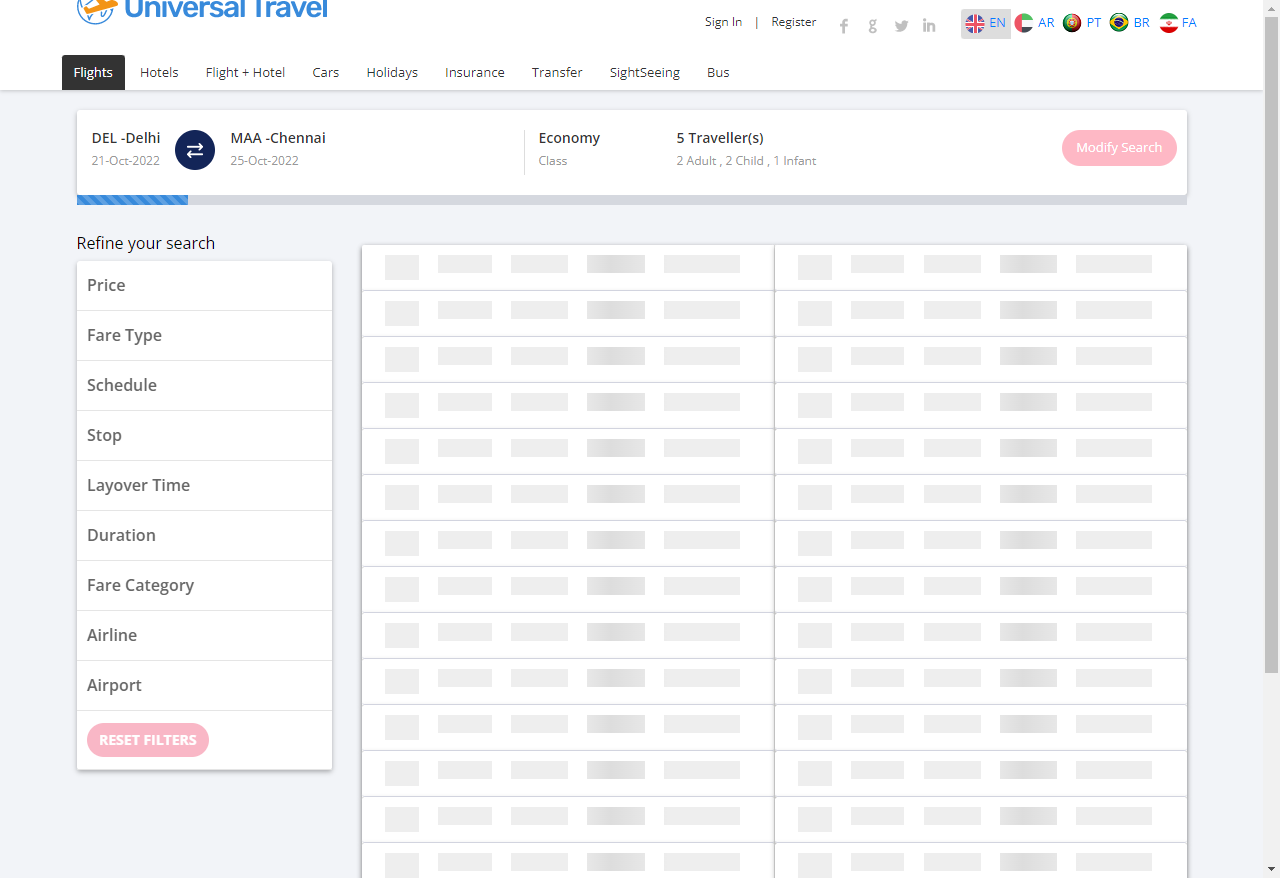 Universal Travel
Sign In | Register
EN AR PT BR FA
Flights Hotels Flight + Hotel Cars Holidays Insurance Transfer SightSeeing Bus
DEL -Delhi MAA -Chennai Economy 5 Traveller(s)
21-Oct-2022 25-Oct-2022 Class 2 Adult , 2 Child , 1 Infant
Modify Search
Refine your search
Price
Fare Type
Schedule
Stop
Layover Time
Duration
Fare Category
Airline
Airport
RESET FILTERS